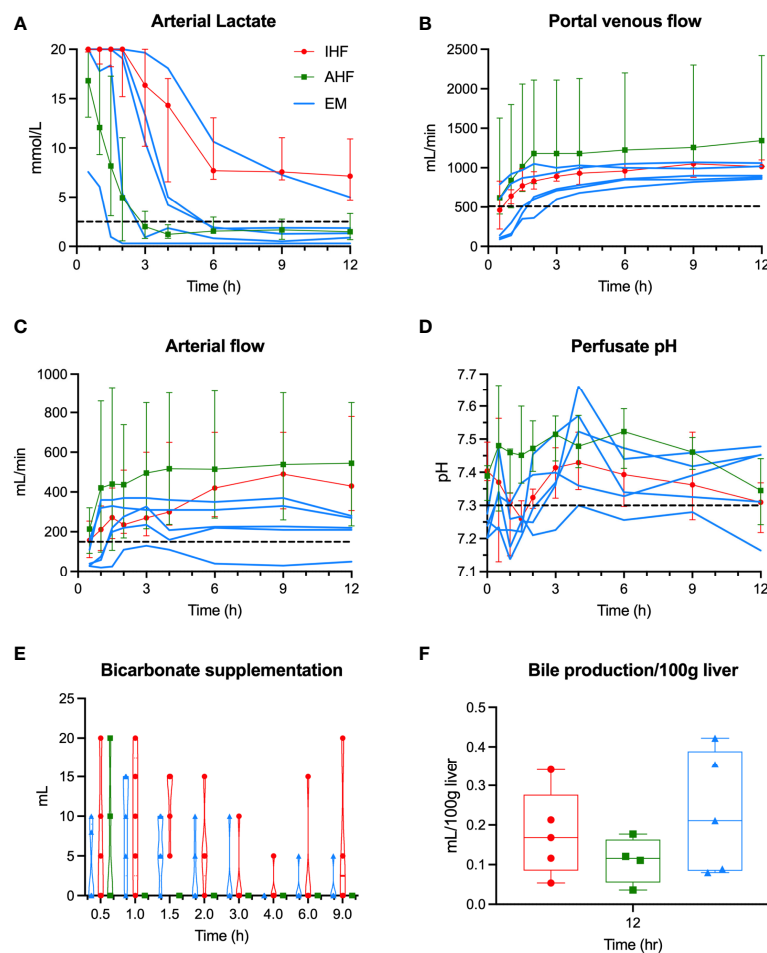 A
Arterial Lactate
20
15
10
5
0
mmol/L
0 3 6 9 12
Time (h)
IHF
AHF
EM
B
Portal venous flow
2500
2000
1500
1000
500
0
mL/min
0 3 6 9 12
Time (h)
C
Arterial flow
1000
800
600
400
200
0
mL/min
0 3 6 9 12
Time (h)
D
Perfusate pH
7.7
7.6
7.5
7.4
7.3
7.2
7.1
pH
0 3 6 9 12
Time (h)
E
Bicarbonate supplementation
25
20
15
10
5
0
mL
0.5 1.0 1.5 2.0 3.0 4.0 6.0 9.0
Time (h)
F
Bile production/100g liver
0.5
0.4
0.3
0.2
0.1
0.0
mL/100g liver
12
Time (hr)